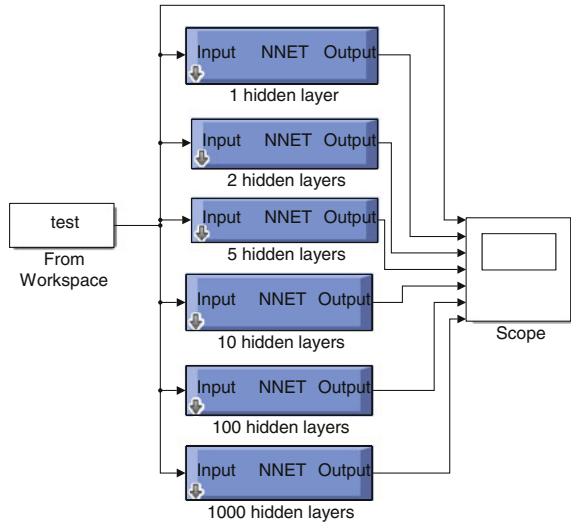 Input NNET Output
1 hidden layer
Input NNET Output
2 hidden layers
test
From
Workspace
Input NNET Output
5 hidden layers
Input NNET Output
10 hidden layers
Scope
Input NNET Output
100 hidden layers
Input NNET Output
1000 hidden layers